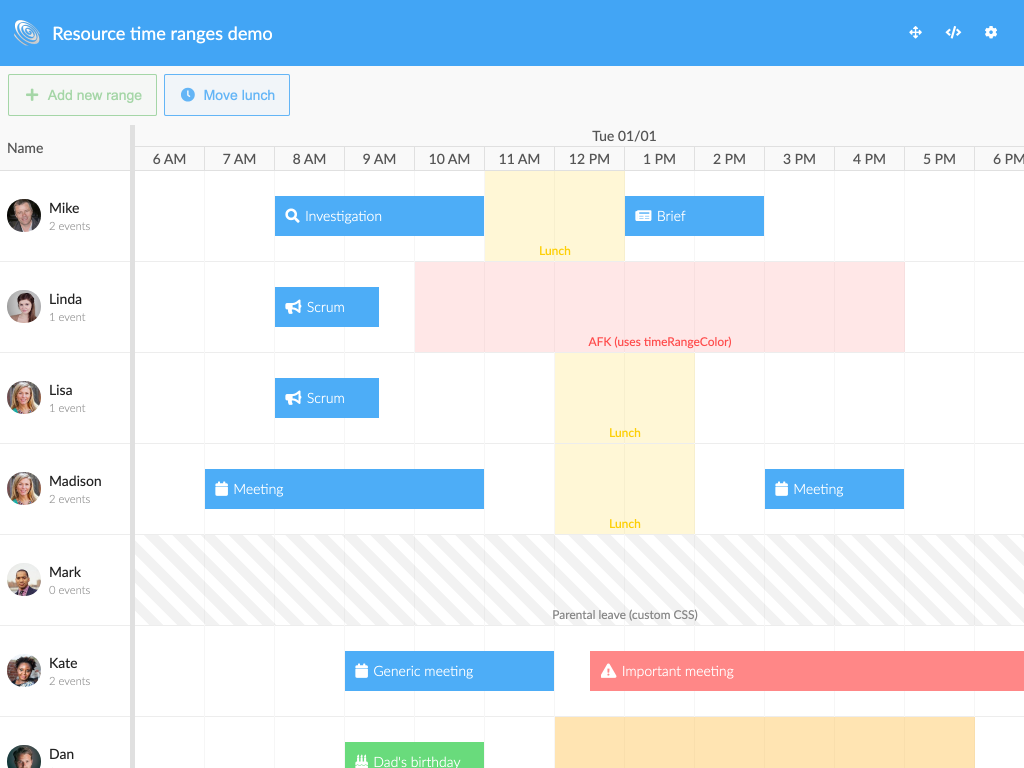 Resource time ranges demo
Add new range
Move lunch
Name
Tue 01/01
6 AM 7 AM 8 AM 9 AM 10 AM 11 AM 12 PM 1 PM 2 PM 3 PM 4 PM 5 PM 6 PM
Mike
2 events
Investigation
Brief
Lunch
Linda
1 event
Scrum
AFK (uses timeRangeColor)
Lisa
1 event
Scrum
Lunch
Madison
2 events
Meeting
Meeting
Lunch
Mark
0 events
Parental leave (custom CSS)
Kate
2 events
Generic meeting
Important meeting
Dan
Dad's birthday